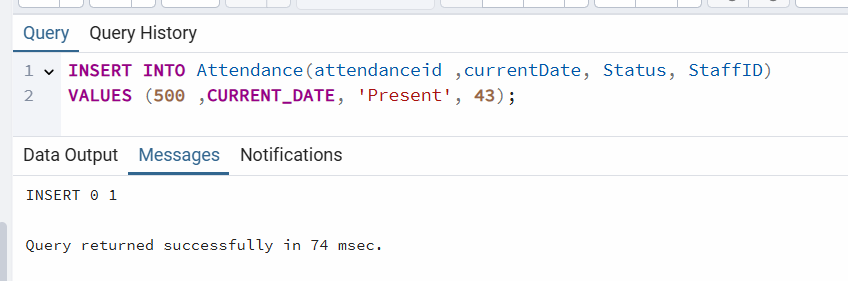 Query Query History
1 INSERT INTO Attendance(attendanceid ,currentDate, Status, StaffID)
2 VALUES (500 ,CURRENT_DATE, 'Present', 43);
Data Output Messages Notifications
INSERT 0 1
Query returned successfully in 74 msec.